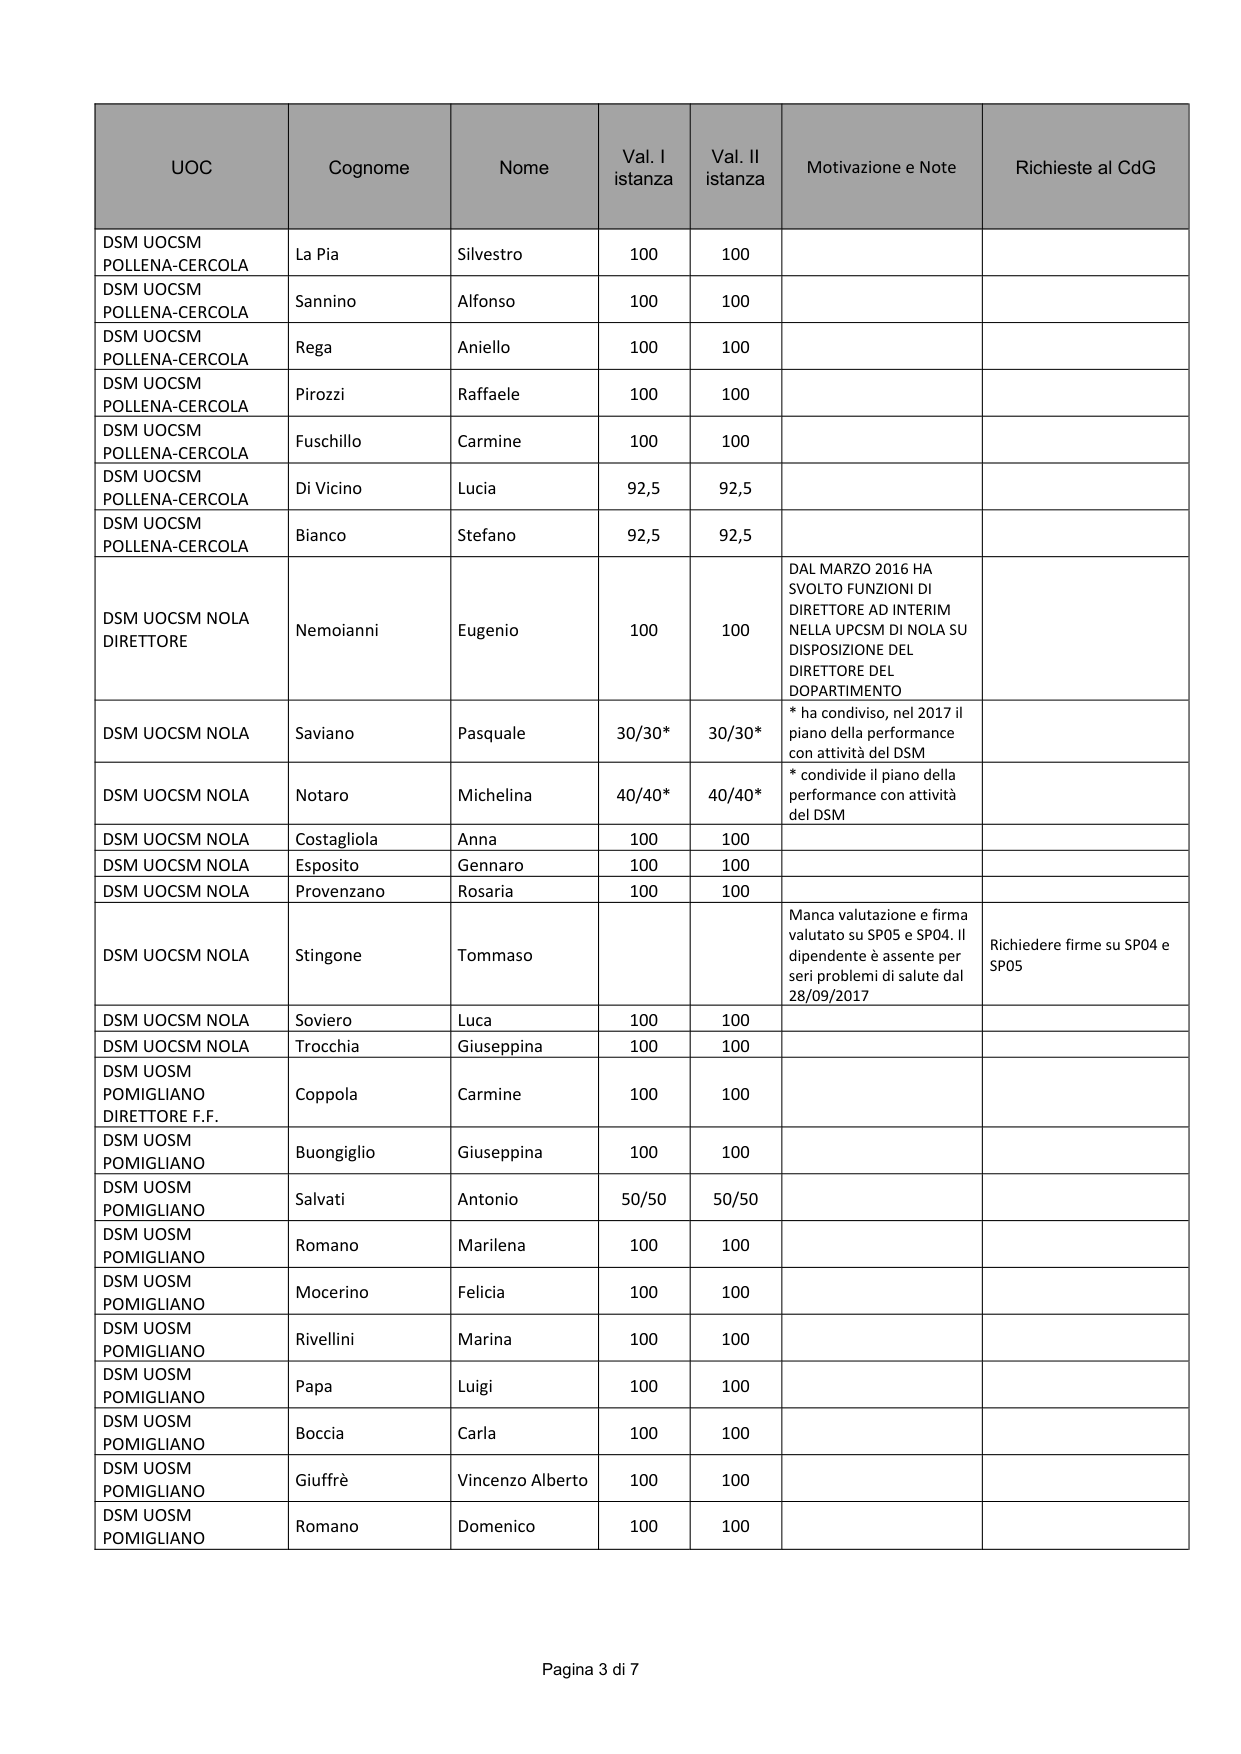 UOC Cognome Nome Val. I istanza Val. II istanza Motivazione e Note Richieste al CdG
DSM UOCSM
POLLENA-CERCOLA La Pia Silvestro 100 100
DSM UOCSM
POLLENA-CERCOLA Sannino Alfonso 100 100
DSM UOCSM
POLLENA-CERCOLA Rega Aniello 100 100
DSM UOCSM
POLLENA-CERCOLA Pirozzi Raffaele 100 100
DSM UOCSM
POLLENA-CERCOLA Fuschillo Carmine 100 100
DSM UOCSM
POLLENA-CERCOLA Di Vicino Lucia 92,5 92,5
DSM UOCSM
POLLENA-CERCOLA Bianco Stefano 92,5 92,5
DSM UOCSM NOLA
DIRETTORE Nemoianni Eugenio 100 100
DAL MARZO 2016 HA
SVOLTO FUNZIONI DI
DIRETTORE AD INTERIM
NELLA UPCSM DI NOLA SU
DISPOSIZIONE DEL
DIRETTORE DEL
DOPARTIMENTO
DSM UOCSM NOLA Saviano Pasquale 30/30* 30/30*
* ha condiviso, nel 2017 il
piano della performance
con attività del DSM
DSM UOCSM NOLA Notaro Michelina 40/40* 40/40*
* condivide il piano della
performance con attività
del DSM
DSM UOCSM NOLA Costagliola Anna 100 100
DSM UOCSM NOLA Esposito Gennaro 100 100
DSM UOCSM NOLA Provenzano Rosaria 100 100
DSM UOCSM NOLA Stingone Tommaso
Manca valutazione e firma
valutato su SP05 e SP04. Il
dipendente è assente per
seri problemi di salute dal
28/09/2017
Richiedere firme su SP04 e
SP05
DSM UOCSM NOLA Soviero Luca 100 100
DSM UOCSM NOLA Trocchia Giuseppina 100 100
DSM UOSM
POMIGLIANO
DIRETTORE F.F. Coppola Carmine 100 100
DSM UOSM
POMIGLIANO Buongiglio Giuseppina 100 100
DSM UOSM
POMIGLIANO Salvati Antonio 50/50 50/50
DSM UOSM
POMIGLIANO Romano Marilena 100 100
DSM UOSM
POMIGLIANO Mocerino Felicia 100 100
DSM UOSM
POMIGLIANO Rivellini Marina 100 100
DSM UOSM
POMIGLIANO Papa Luigi 100 100
DSM UOSM
POMIGLIANO Boccia Carla 100 100
DSM UOSM
POMIGLIANO Giuffrè Vincenzo Alberto 100 100
DSM UOSM
POMIGLIANO Romano Domenico 100 100
Pagina 3 di 7